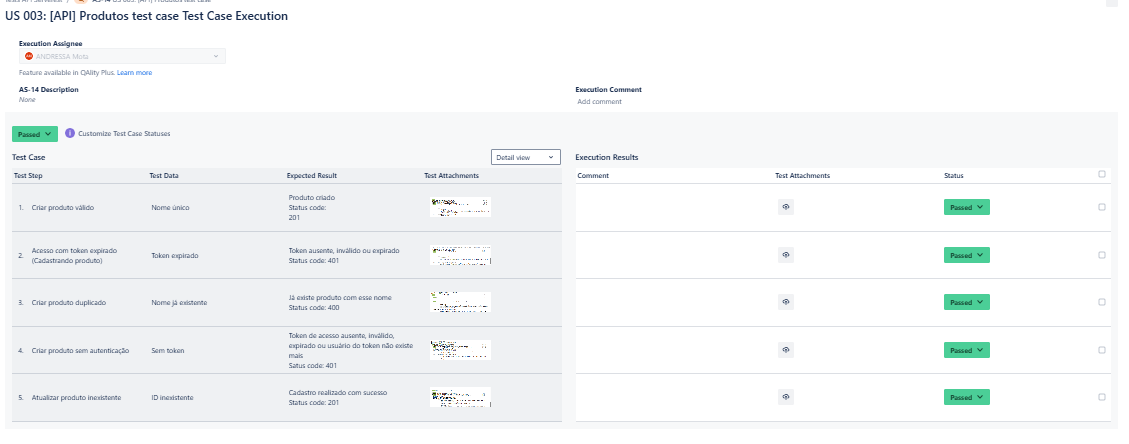 US 003: [API] Produtos test case Test Case Execution
Execution Assignee
ANDRESSA Mota
Feature available in QAlity Plus. Learn more
AS-14 Description
None
Execution Comment
Add comment
Passed
Customize Test Case Statuses
Test Case
Detail view
Execution Results
Test Step Test Data Expected Result Test Attachments
Comment Test Attachments Status
1. Criar produto válido
Nome único
Produto criado
Status code:
201
Passed
2. Acesso com token expirado
(Cadastrando produto)
Token expirado
Token ausente, inválido ou expirado
Status code: 401
Passed
3. Criar produto duplicado
Nome já existente
Já existe produto com esse nome
Status code: 400
Passed
4. Criar produto sem autenticação
Sem token
Token de acesso ausente, inválido,
expirado ou usuário do token não existe
mais
Satus code: 401
Passed
5. Atualizar produto inexistente
ID inexistente
Cadastro realizado com sucesso
Status code: 201
Passed